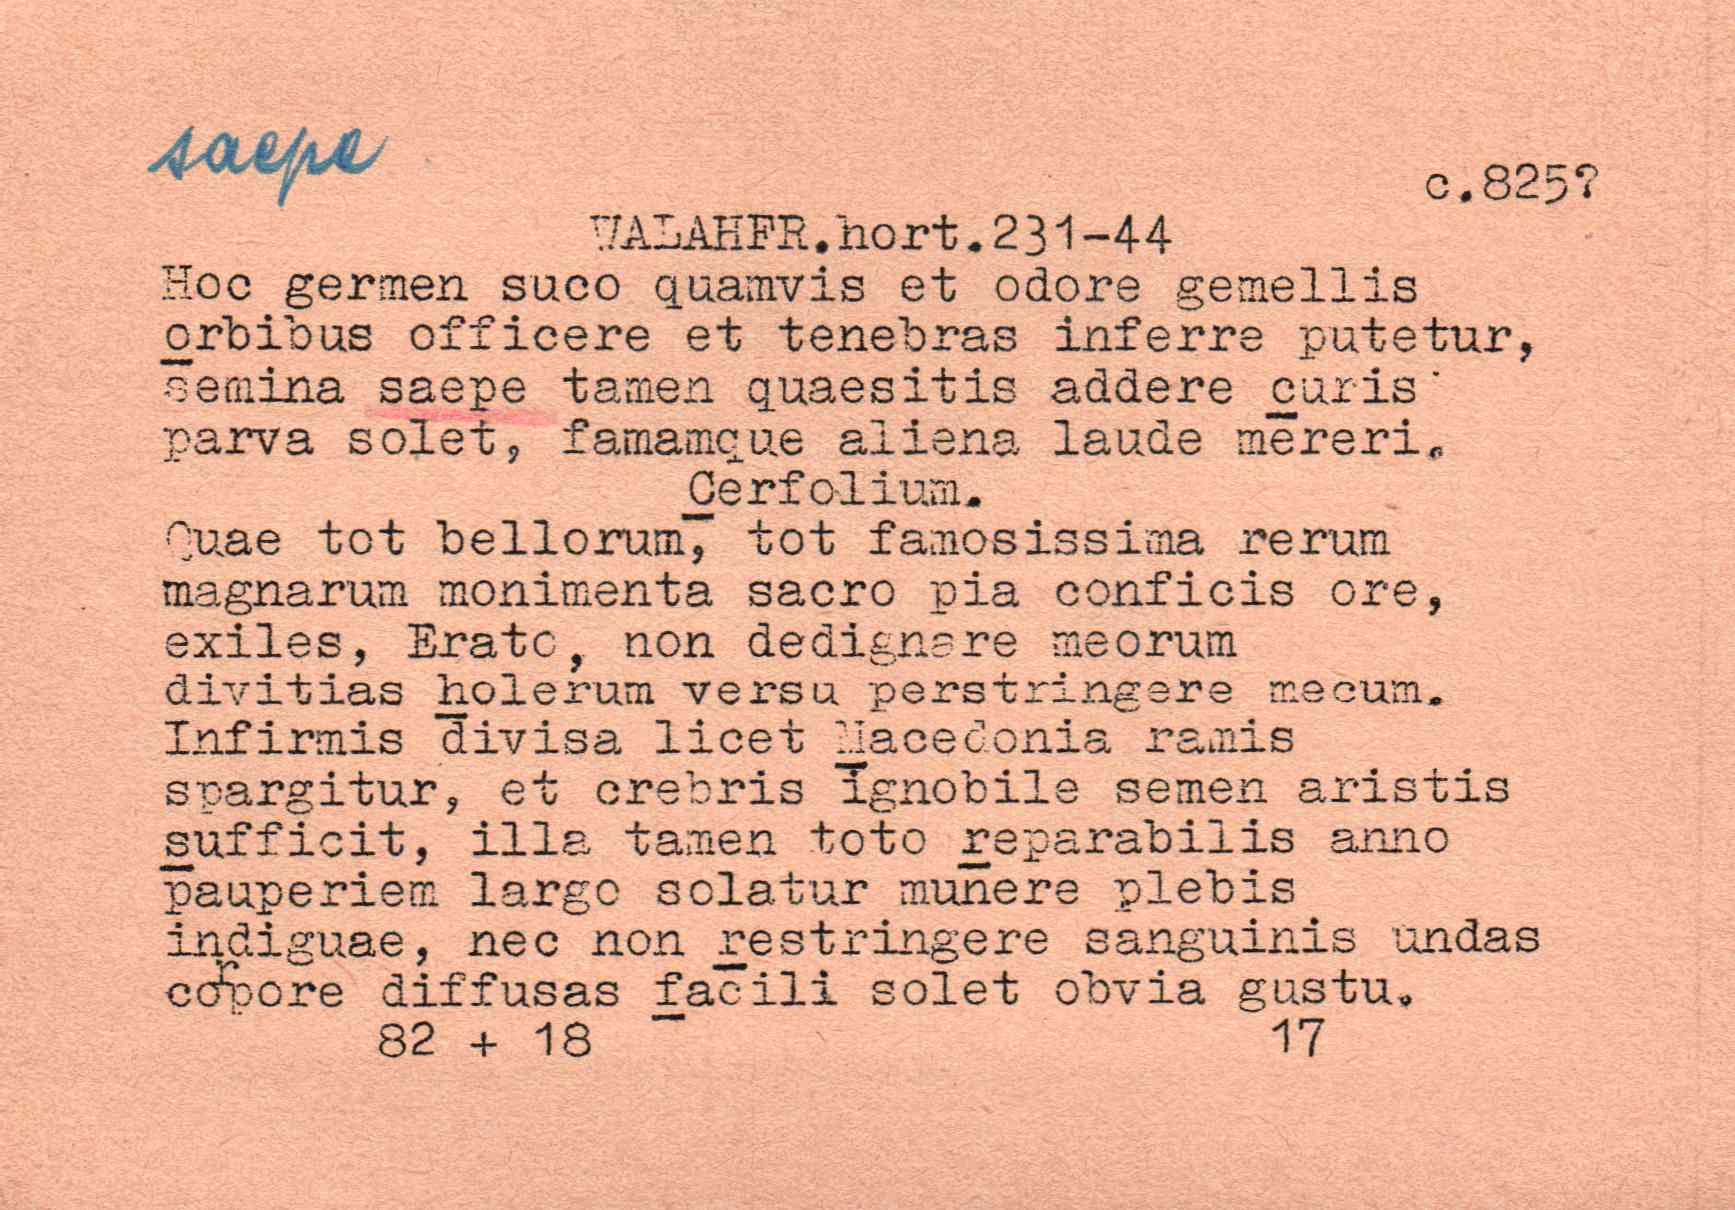 saepe
c.825?
WALAHFR.hort.231-44
Hoc germen suco quamvis et odore gemellis
orbibus officere et tenebras inferre putetur,
semina saepe tamen quaesitis addere curis
parva solet, famamque aliena laude mereri.
Cerfolium.
Quae tot bellorum, tot famosissima rerum
magnarum monimenta sacro pia conficis ore,
exiles, Erato, non dedignare meorum
divitias holerum versu perstringere mecum.
Infirmis divisa licet Macedonia ramis
spargitur, et crebris ignobile semen aristis
sufficit, illa tamen toto reparabilis anno
pauperiem largo solatur munere plebis
indiguae, nec non restringere sanguinis undas
corpore diffusas facili solet obvia gustu.
82 + 18 17